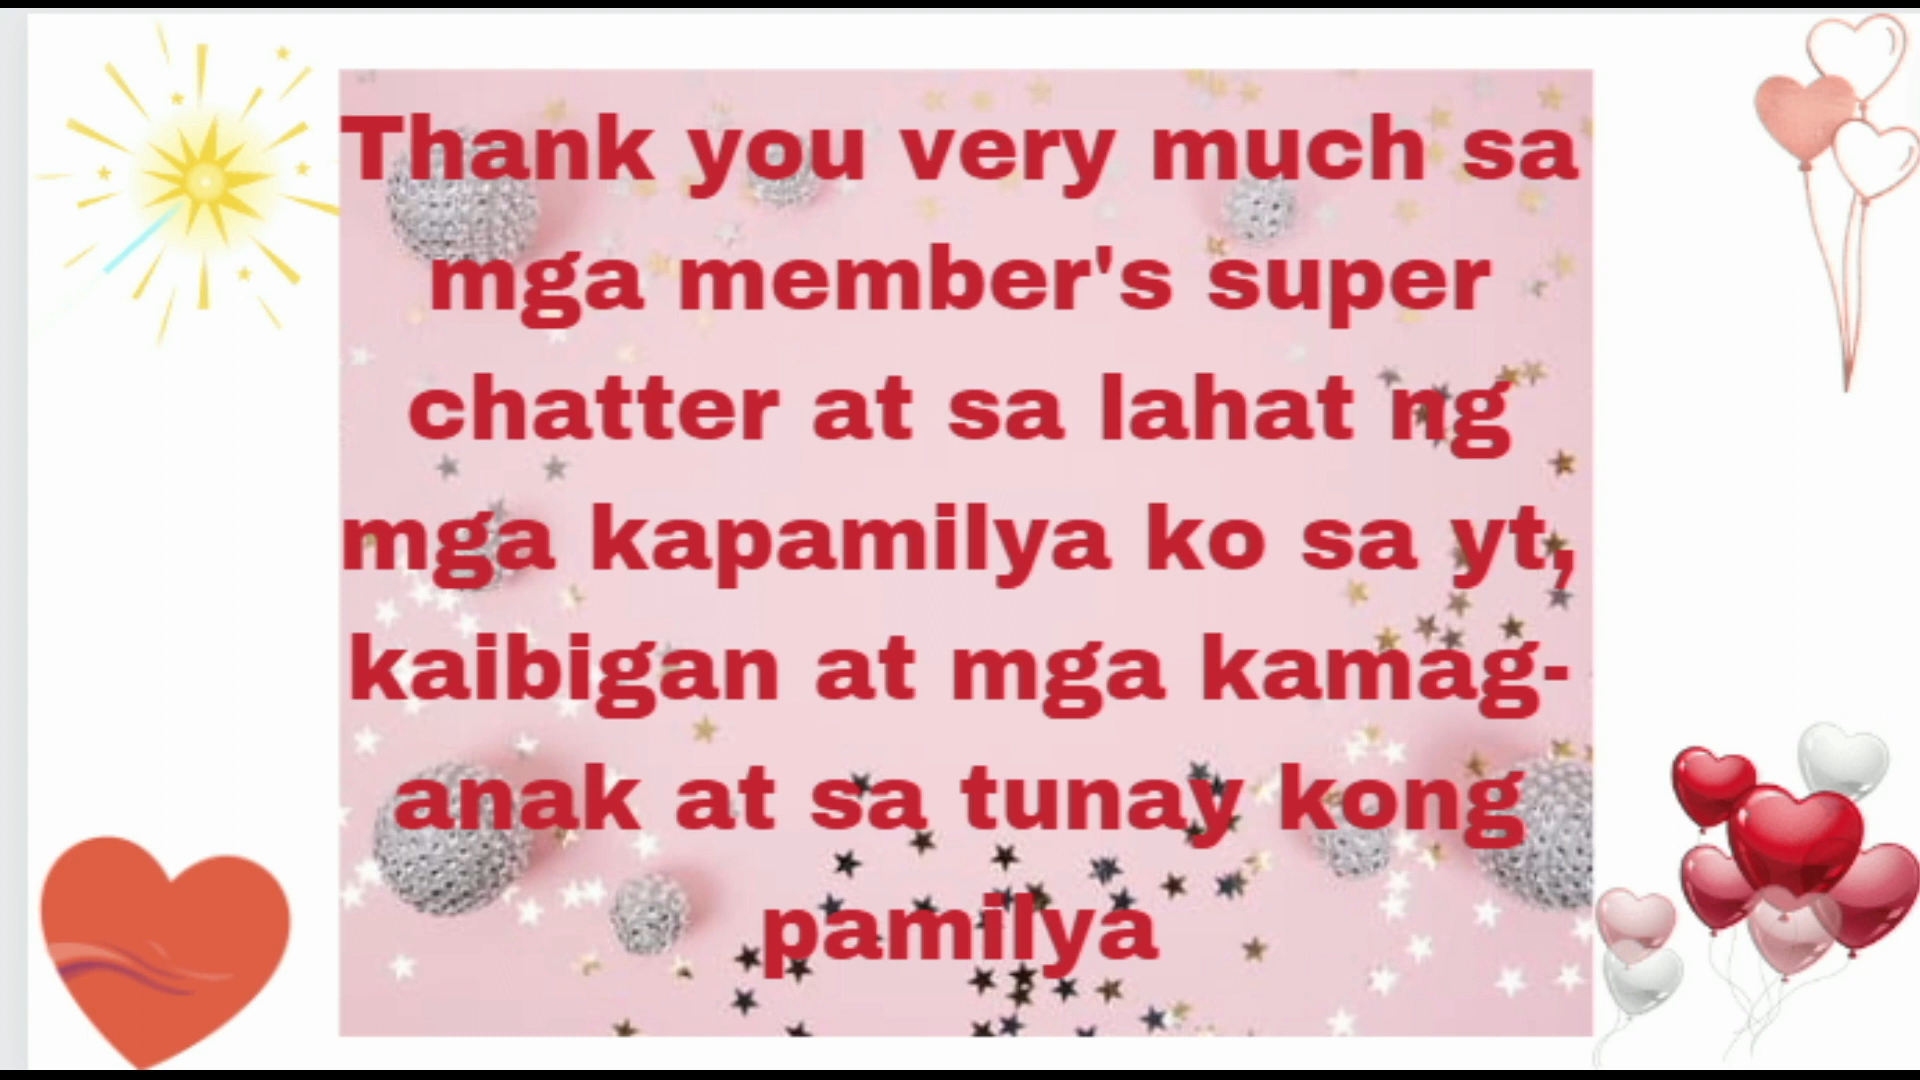 Thank you very much sa
mga member's super
chatter at sa lahat ng
mga kapamilya ko sa yt,
kaibigan at mga kamag-
anak at sa tunay kong
pamilya